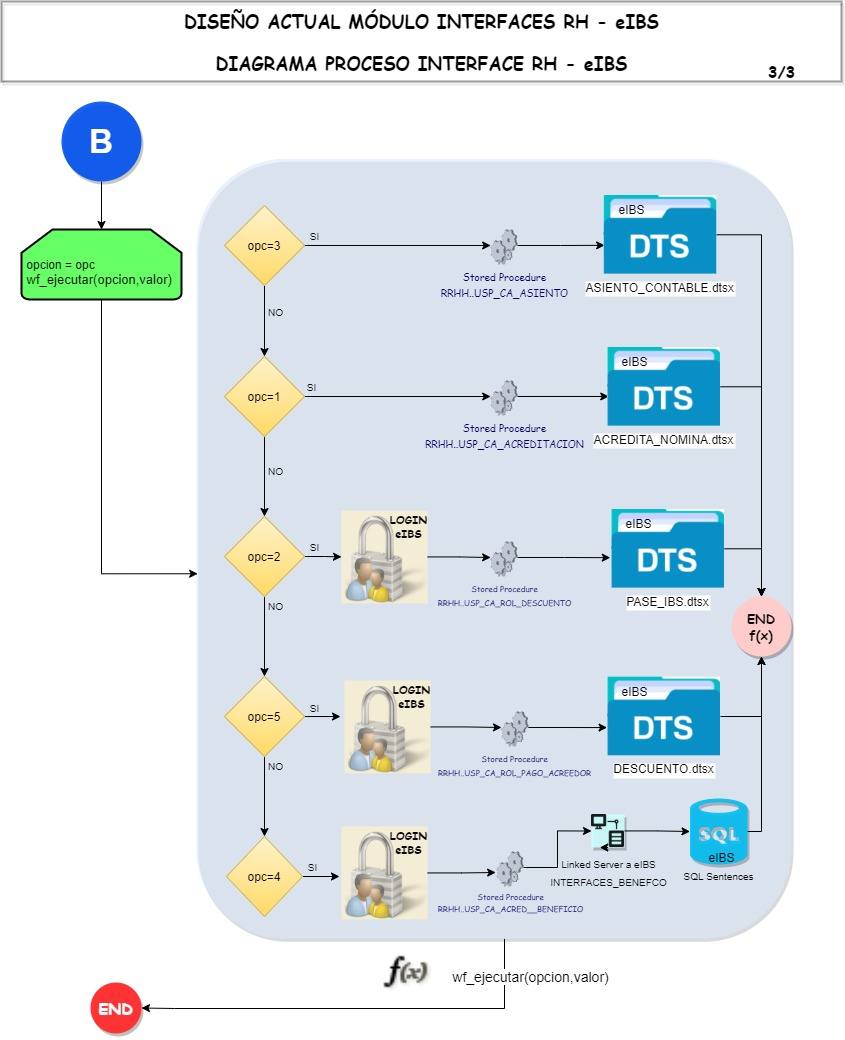 DISEÑO ACTUAL MÓDULO INTERFACES RH - eIBS
DIAGRAMA PROCESO INTERFACE RH - eIBS
3/3
B
opcion = opc
wf_ejecutar(opcion,valor)
opc=3
SI
NO
Stored Procedure
RRHH..USP_CA_ASIENTO
eIBS
DTS
ASIENTO_CONTABLE.dtsx
opc=1
SI
NO
Stored Procedure
RRHH..USP_CA_ACREDITACION
eIBS
DTS
ACREDITA_NOMINA.dtsx
opc=2
SI
NO
LOGIN
eIBS
Stored Procedure
RRHH..USP_CA_ROL_DESCUENTO
eIBS
DTS
PASE_IBS.dtsx
END
f(x)
opc=5
SI
NO
LOGIN
eIBS
Stored Procedure
RRHH..USP_CA_ROL_PAGO_ACREEDOR
eIBS
DTS
DESCUENTO.dtsx
opc=4
SI
LOGIN
eIBS
Stored Procedure
RRHH..USP_CA_ACRED__BENEFICIO
Linked Server a eIBS
INTERFACES_BENEFCO
SQL
eIBS
SQL Sentences
f(x)
wf_ejecutar(opcion,valor)
END